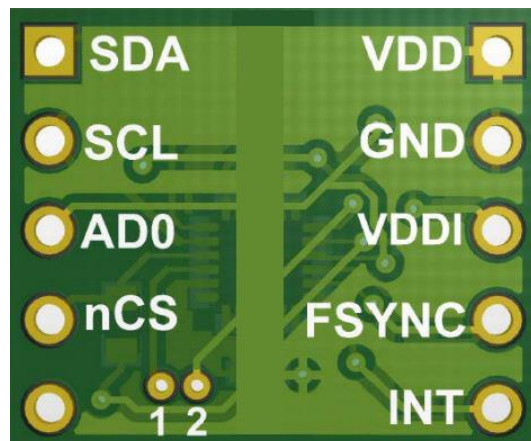 SDA VDD
SCL GND
AD0 VDDI
nCS FSYNC
1 2 INT